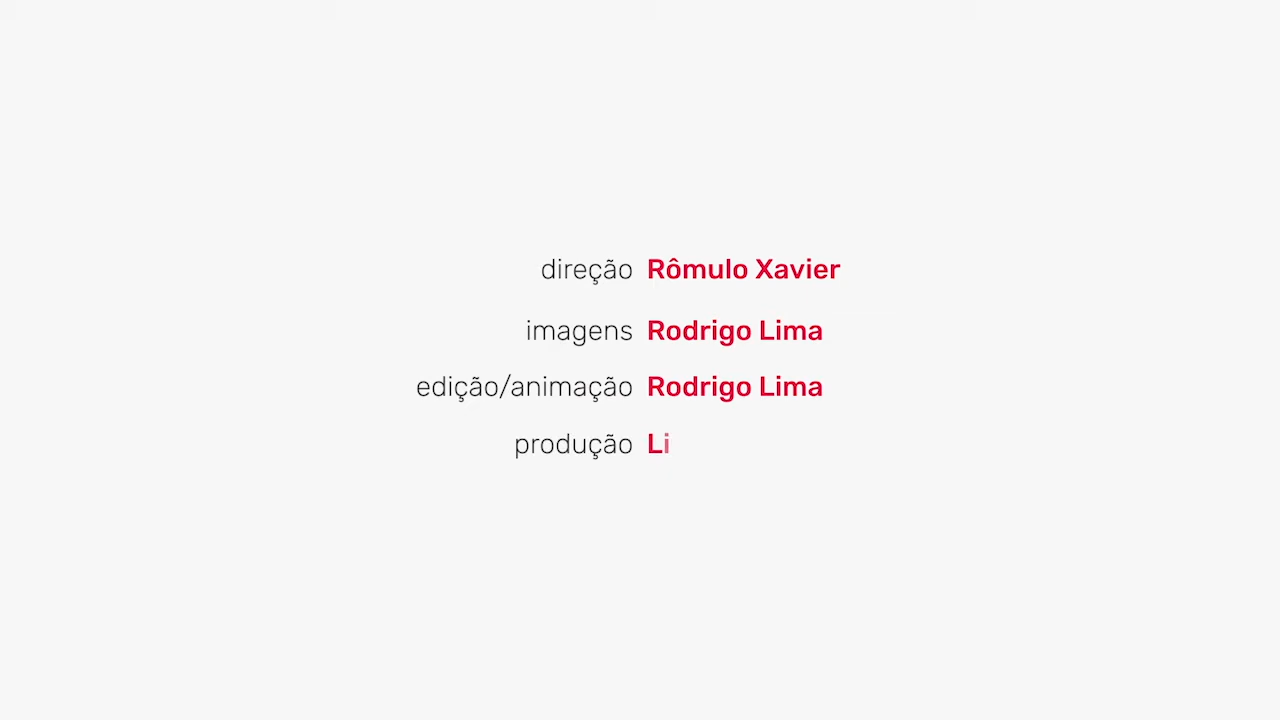 direção Rômulo Xavier
imagens Rodrigo Lima
edição/animação Rodrigo Lima
produção Li